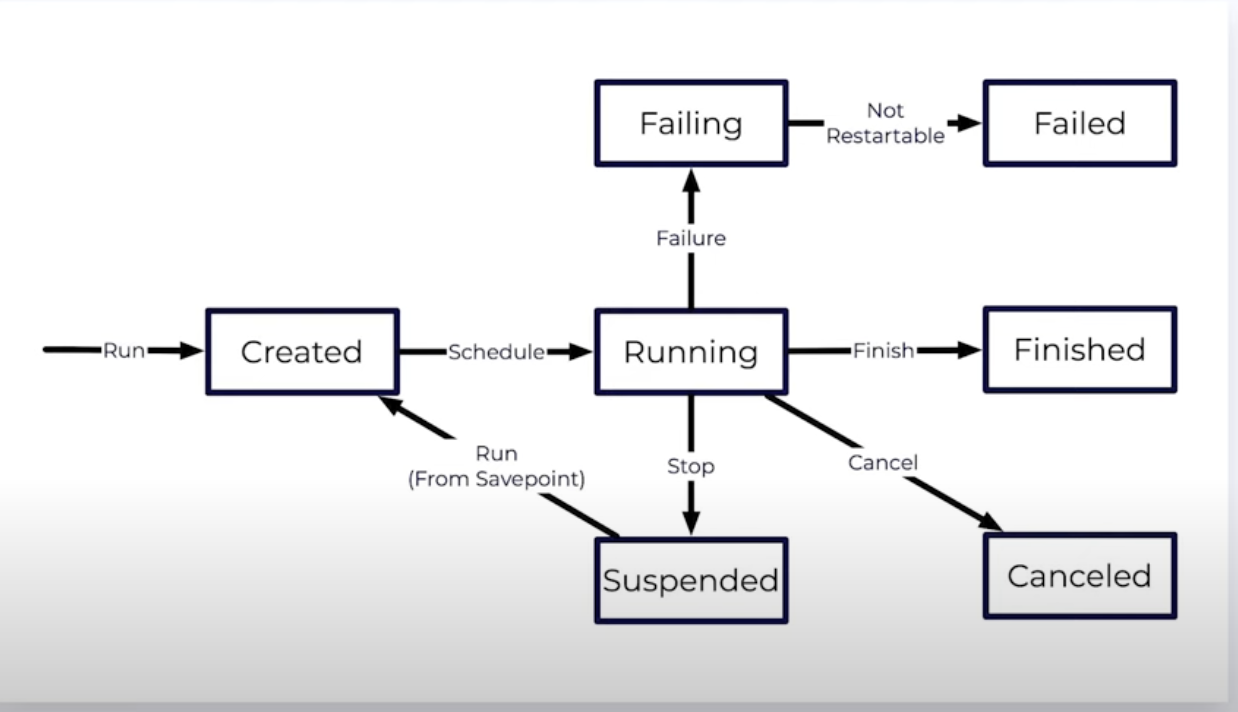 Failing
Not
Restartable
Failed
Failure
Run
Created
Schedule
Running
Finish
Finished
Run
(From Savepoint)
Stop
Cancel
Suspended
Canceled